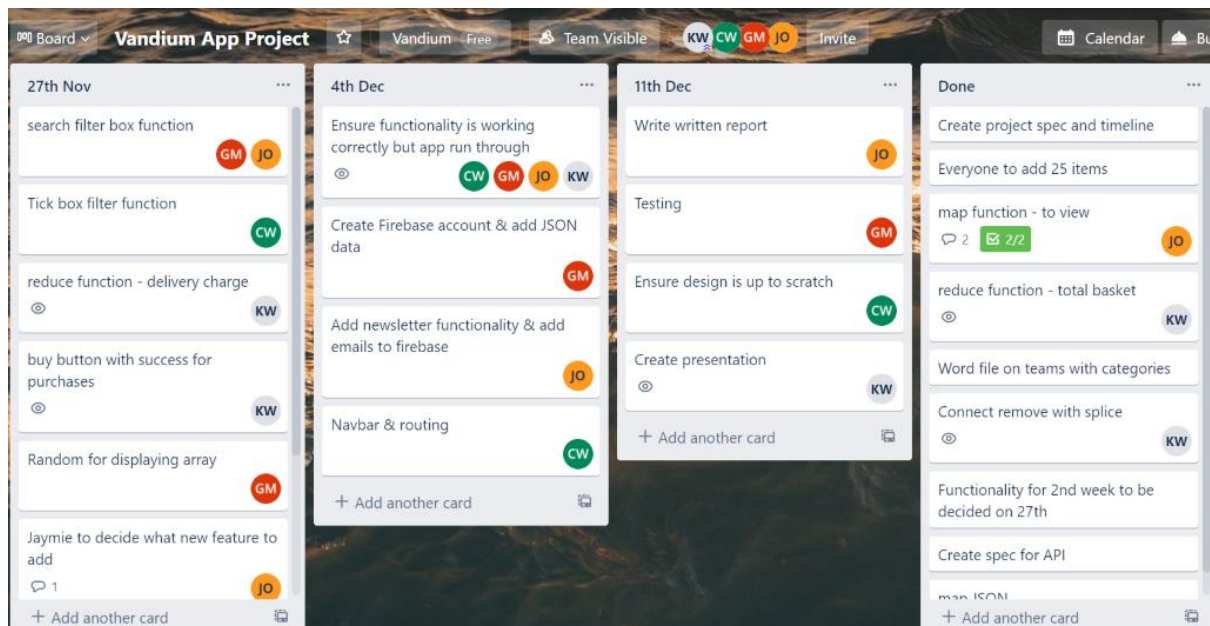 Board
Vandium App Project
Vandium Free
Team Visible
KW CW GM JO
Invite
Calendar
27th Nov
search filter box function
GM JO
Tick box filter function
CW
reduce function - delivery charge
KW
buy button with success for
purchases
KW
Random for displaying array
GM
Jaymie to decide what new feature to
add
1
JO
+ Add another card
4th Dec
Ensure functionality is working
correctly but app run through
CW GM JO KW
Create Firebase account & add JSON
data
GM
Add newsletter functionality & add
emails to firebase
JO
Navbar & routing
CW
+ Add another card
11th Dec
Write written report
JO
Testing
GM
Ensure design is up to scratch
CW
Create presentation
KW
+ Add another card
Done
Create project spec and timeline
Everyone to add 25 items
map function - to view
2 2/2
JO
reduce function - total basket
KW
Word file on teams with categories
Connect remove with splice
KW
Functionality for 2nd week to be
decided on 27th
Create spec for API
map JSON
+ Add another card